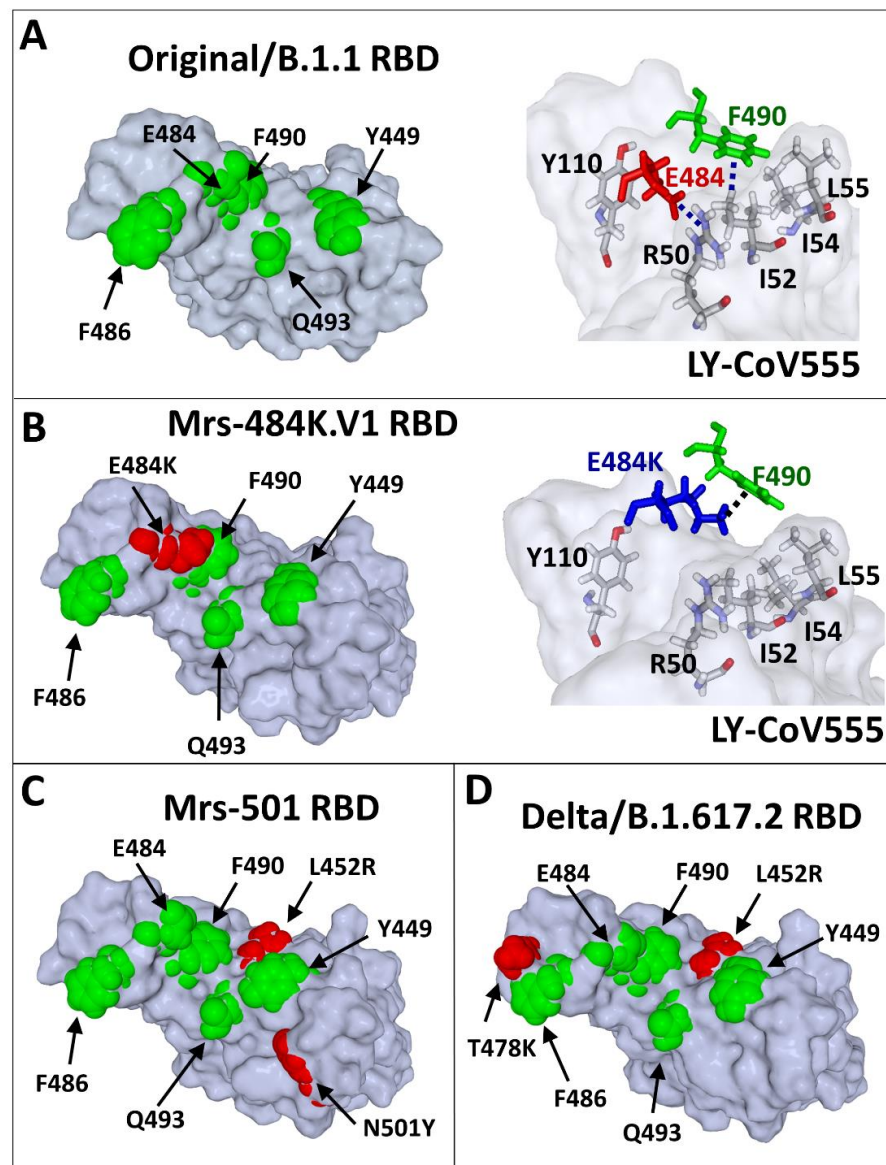 A
Original/B.1.1 RBD
E484
F490
Y449
F486
Q493
F490
Y110
E484
L55
R50
I54
I52
LY-CoV555
B
Mrs-484K.V1 RBD
E484K
F490
Y449
F486
Q493
E484K
F490
Y110
L55
I54
R50
I52
LY-CoV555
C
Mrs-501 RBD
E484
F490
L452R
Y449
F486
Q493
N501Y
D
Delta/B.1.617.2 RBD
E484
F490
L452R
Y449
T478K
F486
Q493